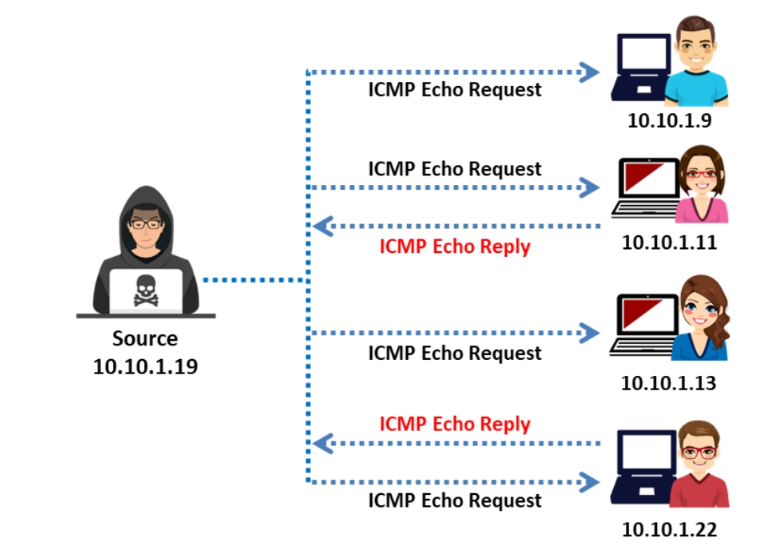 ICMP Echo Request
10.10.1.9
ICMP Echo Request
ICMP Echo Reply
10.10.1.11
Source
10.10.1.19
ICMP Echo Request
10.10.1.13
ICMP Echo Reply
ICMP Echo Request
10.10.1.22